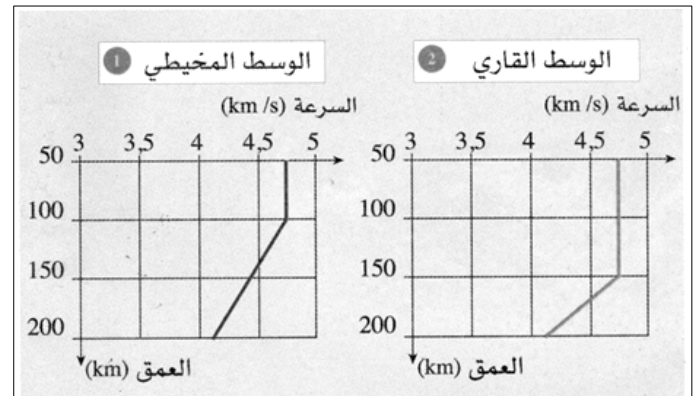 الوسط المحيطي 1
السرعة (km /s)
3 3,5 4 4,5 5
50
100
150
200
العمق (km)
الوسط القاري 2
السرعة (km /s)
3 3,5 4 4,5 5
50
100
150
200
العمق (km)